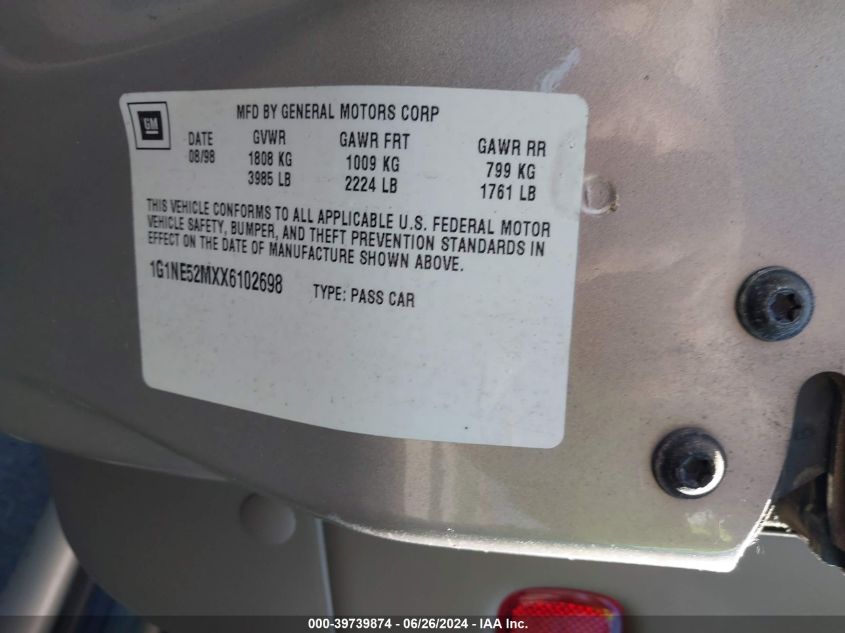 GM
MFD BY GENERAL MOTORS CORP
DATE GVWR GAWR FRT GAWR RR
08/98 1808 KG 1009 KG 799 KG
3985 LB 2224 LB 1761 LB
THIS VEHICLE CONFORMS TO ALL APPLICABLE U.S. FEDERAL MOTOR
VEHICLE SAFETY, BUMPER, AND THEFT PREVENTION STANDARDS IN
EFFECT ON THE DATE OF MANUFACTURE SHOWN ABOVE.
1G1NE52MXX6102698 TYPE: PASS CAR
000-39739874 / 06/26/2024 - IAA Inc.